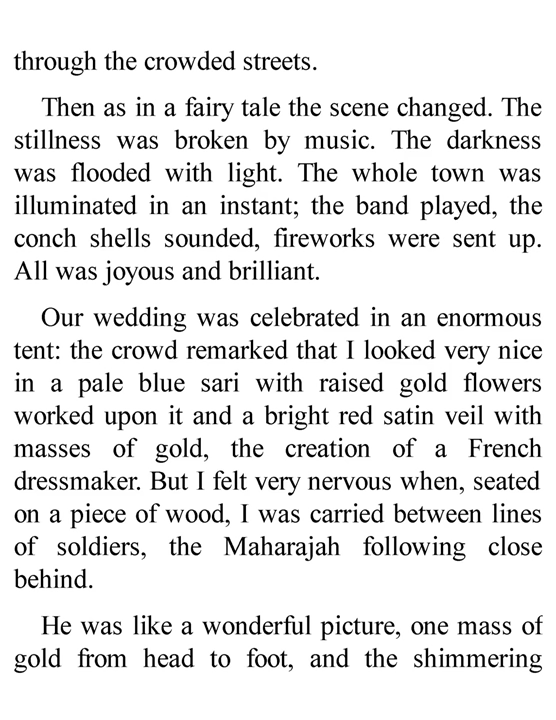 through the crowded streets.
Then as in a fairy tale the scene changed. The
stillness was broken by music. The darkness
was flooded with light. The whole town was
illuminated in an instant; the band played, the
conch shells sounded, fireworks were sent up.
All was joyous and brilliant.
Our wedding was celebrated in an enormous
tent: the crowd remarked that I looked very nice
in a pale blue sari with raised gold flowers
worked upon it and a bright red satin veil with
masses of gold, the creation of a French
dressmaker. But I felt very nervous when, seated
on a piece of wood, I was carried between lines
of soldiers, the Maharajah following close
behind.
He was like a wonderful picture, one mass of
gold from head to foot, and the shimmering